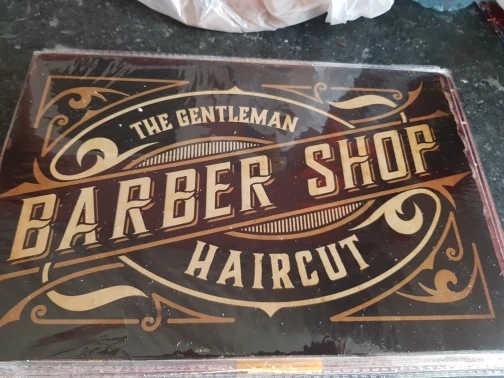 THE GENTLEMAN
BARBER SHOP
HAIRCUT